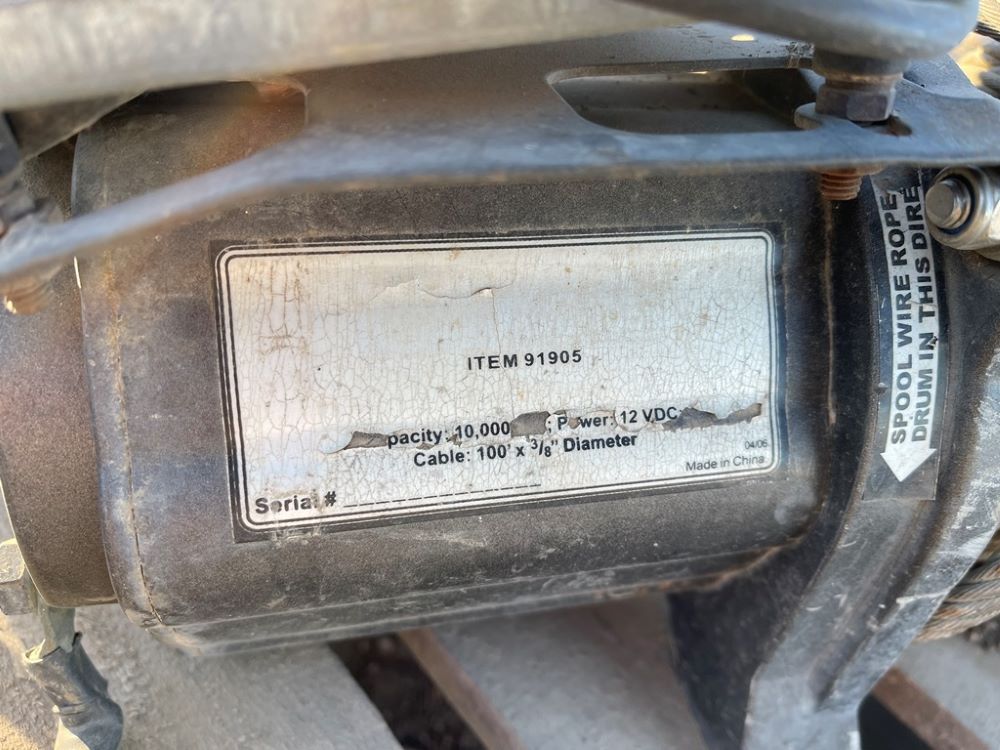 ITEM 91905
pacity: 10,000 ; Power: 12 VDC
Cable: 100' x 3/8" Diameter
04/06
Made in China
Serial #
SPOOL WIRE ROPE
DRUM IN THIS DIRE